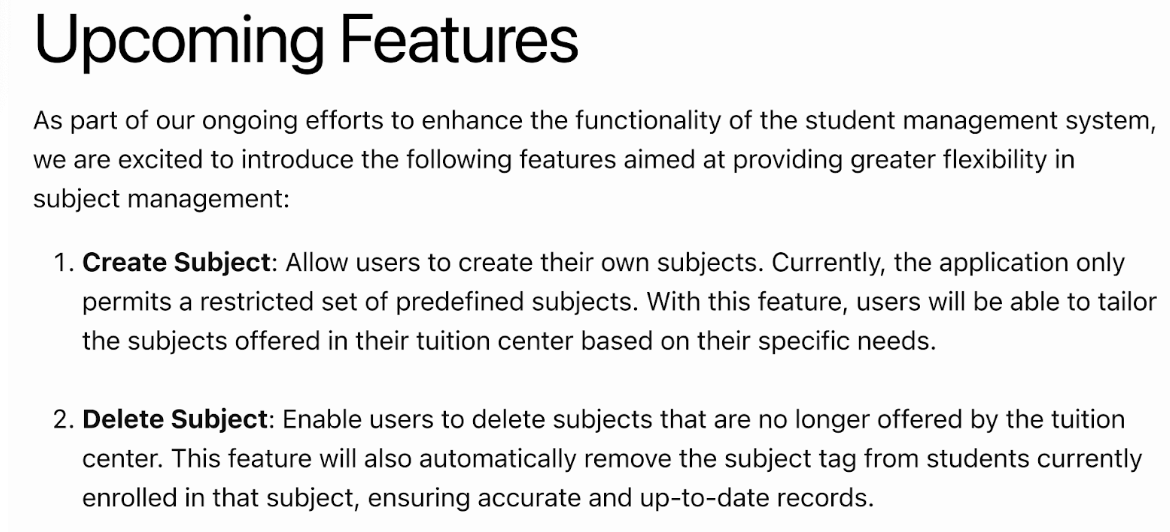 Upcoming Features
As part of our ongoing efforts to enhance the functionality of the student management system,
we are excited to introduce the following features aimed at providing greater flexibility in
subject management:
1. Create Subject: Allow users to create their own subjects. Currently, the application only
permits a restricted set of predefined subjects. With this feature, users will be able to tailor
the subjects offered in their tuition center based on their specific needs.
2. Delete Subject: Enable users to delete subjects that are no longer offered by the tuition
center. This feature will also automatically remove the subject tag from students currently
enrolled in that subject, ensuring accurate and up-to-date records.